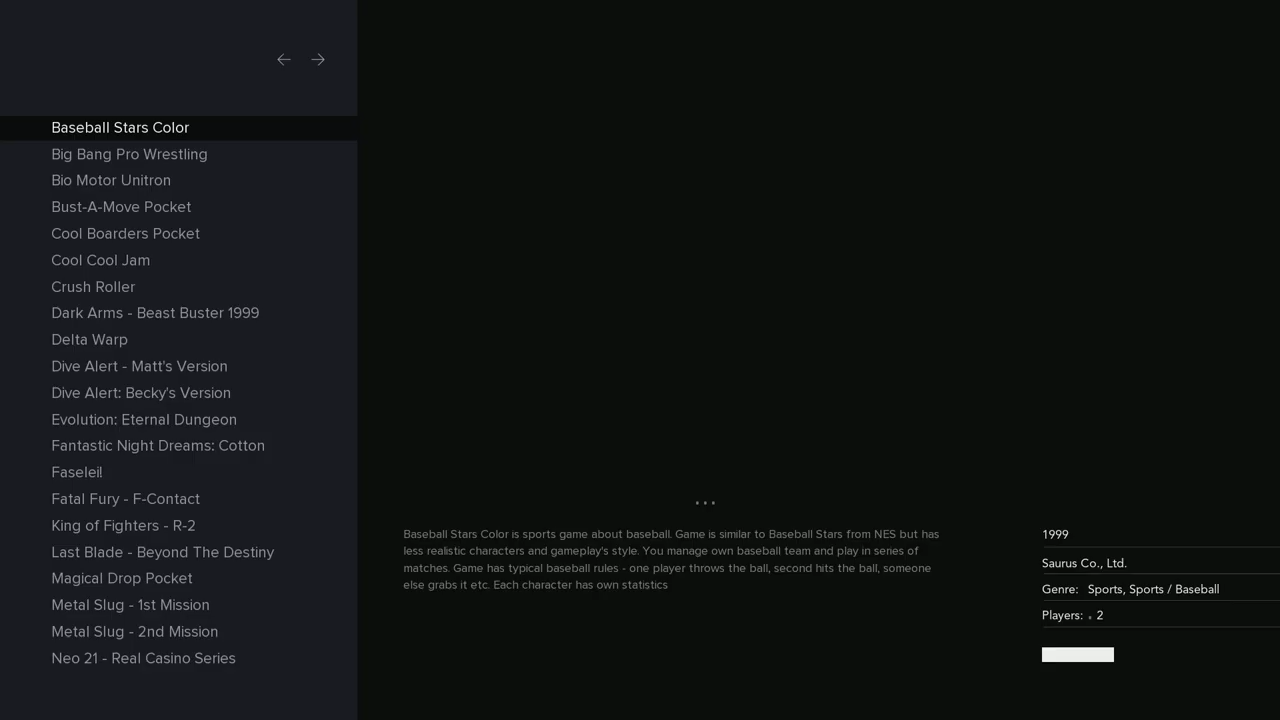 Baseball Stars Color
Big Bang Pro Wrestling
Bio Motor Unitron
Bust-A-Move Pocket
Cool Boarders Pocket
Cool Cool Jam
Crush Roller
Dark Arms - Beast Buster 1999
Delta Warp
Dive Alert - Matt's Version
Dive Alert: Becky's Version
Evolution: Eternal Dungeon
Fantastic Night Dreams: Cotton
Faselei!
Fatal Fury - F-Contact
King of Fighters - R-2
Last Blade - Beyond The Destiny
Magical Drop Pocket
Metal Slug - 1st Mission
Metal Slug - 2nd Mission
Neo 21 - Real Casino Series
...
Baseball Stars Color is sports game about baseball. Game is similar to Baseball Stars from NES but has
less realistic characters and gameplay's style. You manage own baseball team and play in series of
matches. Game has typical baseball rules - one player throws the ball, second hits the ball, someone
else grabs it etc. Each character has own statistics
1999
Saurus Co., Ltd.
Genre: Sports, Sports / Baseball
Players: 2